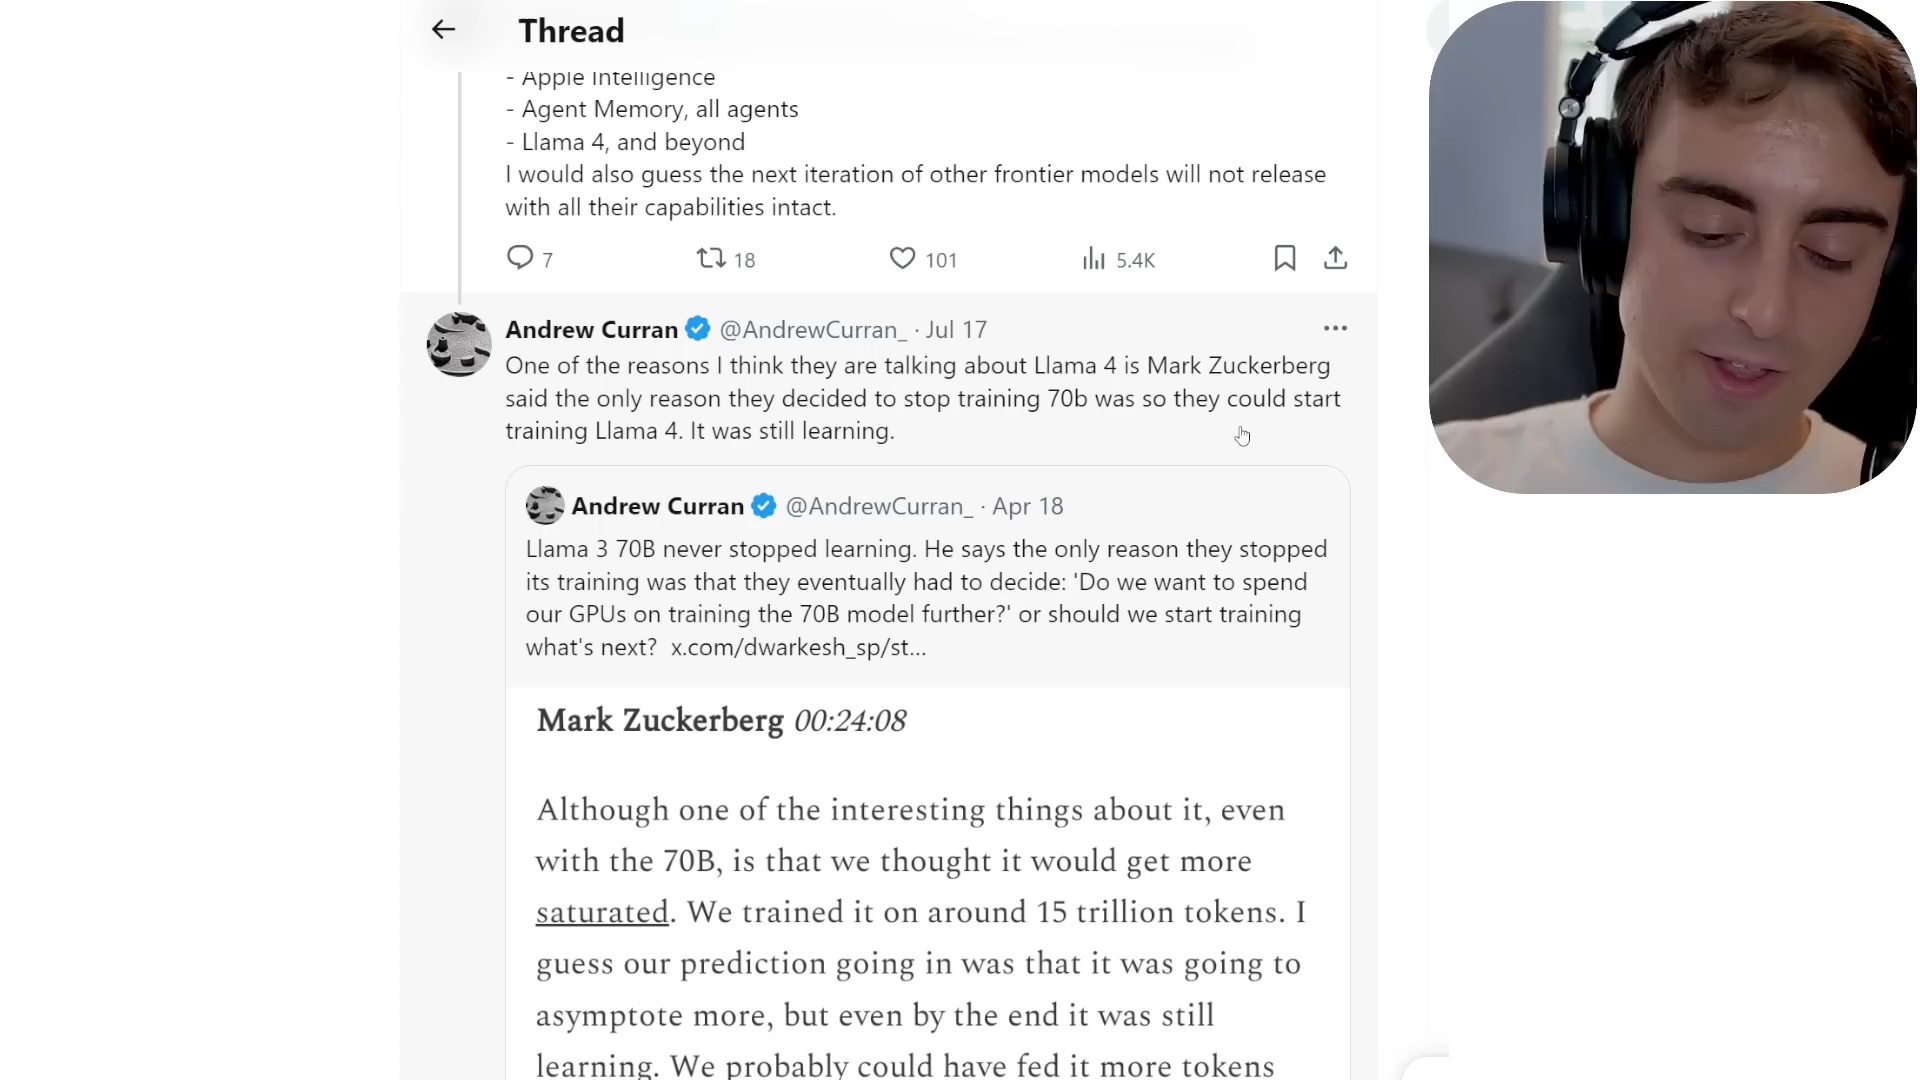 Thread
- Apple Intelligence
- Agent Memory, all agents
- Llama 4, and beyond
I would also guess the next iteration of other frontier models will not release
with all their capabilities intact.
7 18 101 5.4K
Andrew Curran @AndrewCurran_ · Jul 17
One of the reasons I think they are talking about Llama 4 is Mark Zuckerberg
said the only reason they decided to stop training 70b was so they could start
training Llama 4. It was still learning.
Andrew Curran @AndrewCurran_ · Apr 18
Llama 3 70B never stopped learning. He says the only reason they stopped
its training was that they eventually had to decide: 'Do we want to spend
our GPUs on training the 70B model further?' or should we start training
what's next? x.com/dwarkesh_sp/st...
Mark Zuckerberg 00:24:08
Although one of the interesting things about it, even
with the 70B, is that we thought it would get more
saturated. We trained it on around 15 trillion tokens. I
guess our prediction going in was that it was going to
asymptote more, but even by the end it was still
learning. We probably could have fed it more tokens